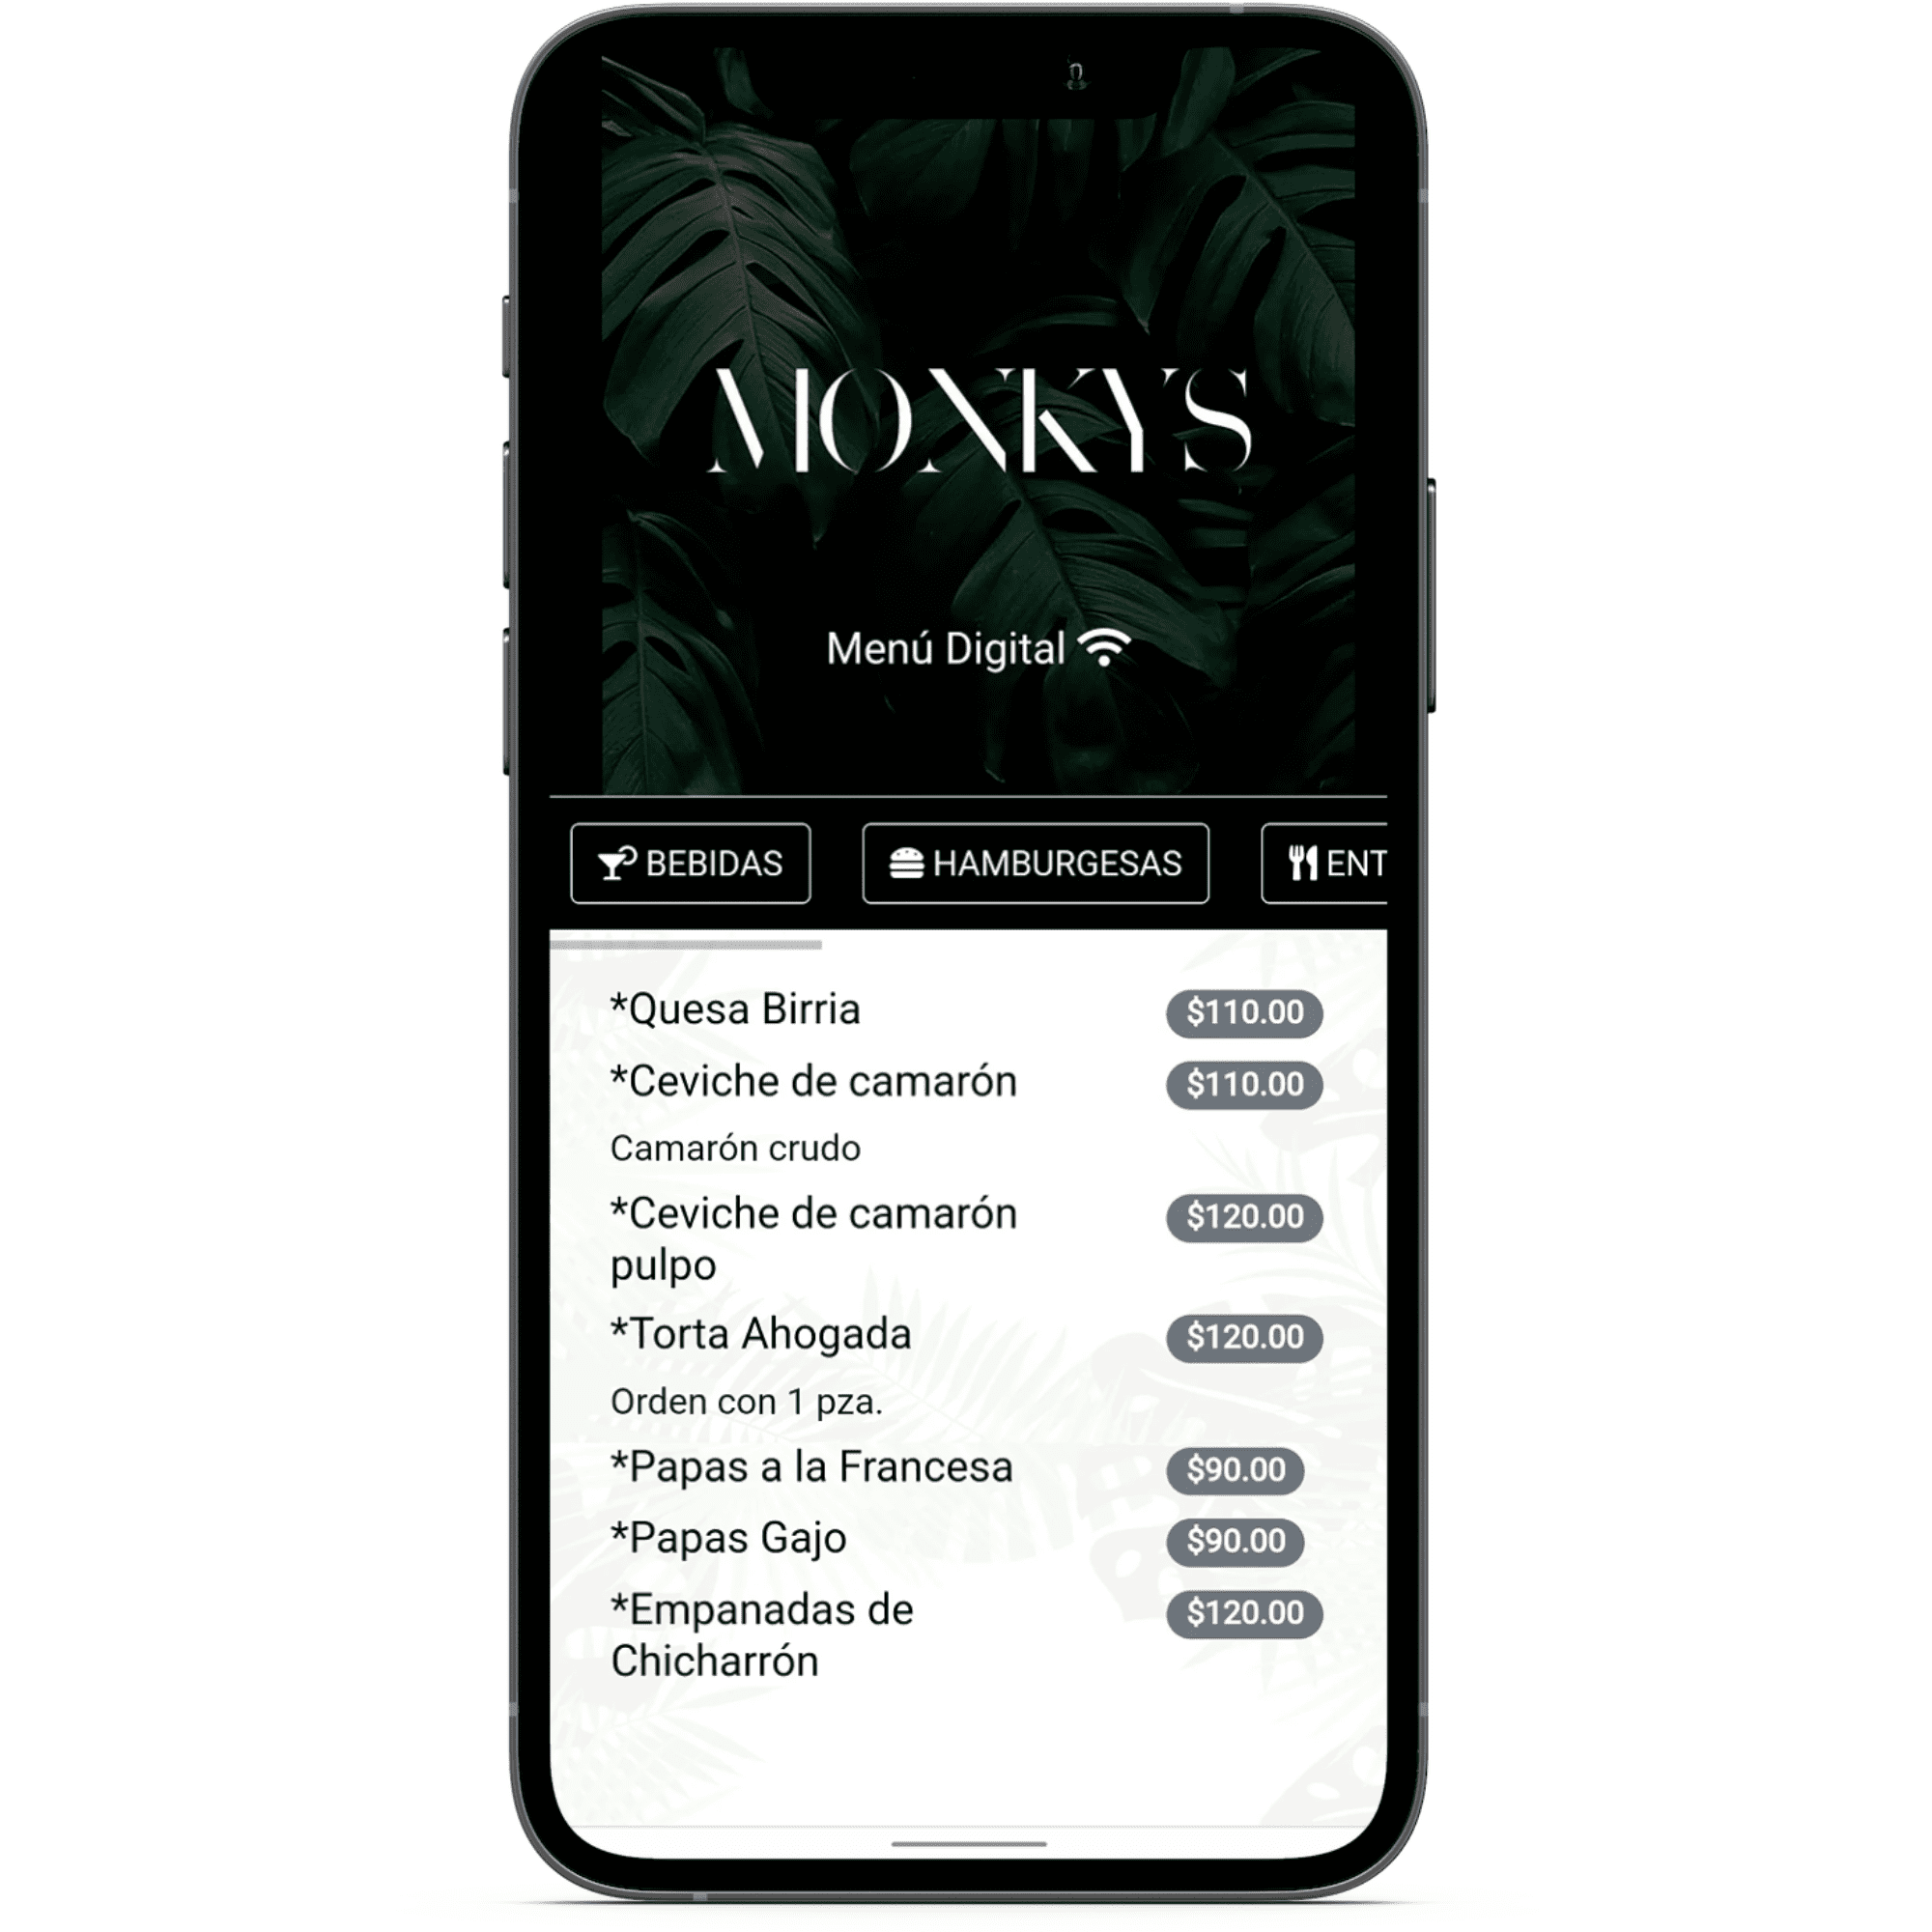 MONKYS
Menú Digital
BEBIDAS
HAMBURGESAS
ENT
*Quesa Birria $110.00
*Ceviche de camarón $110.00
Camarón crudo
*Ceviche de camarón $120.00
pulpo
*Torta Ahogada $120.00
Orden con 1 pza.
*Papas a la Francesa $90.00
*Papas Gajo $90.00
*Empanadas de $120.00
Chicharrón